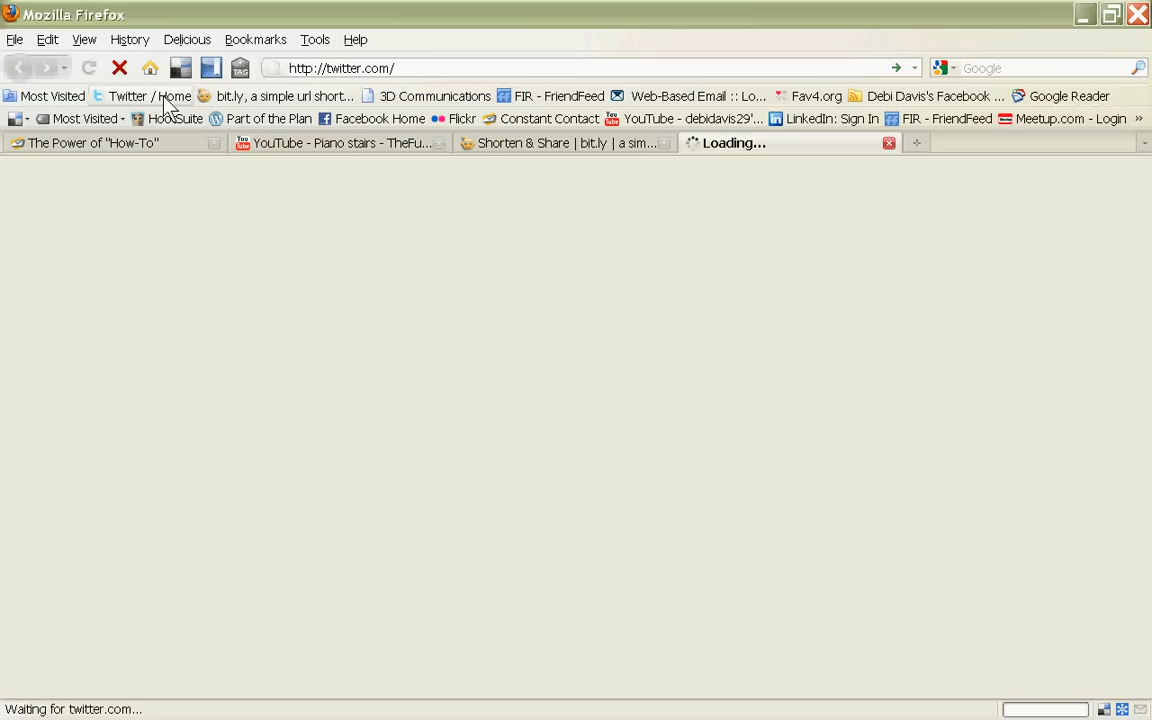 Mozilla Firefox
File Edit View History Delicious Bookmarks Tools Help
TAG http://twitter.com/ Google
Most Visited Twitter / Home bit.ly, a simple url short... 3D Communications FIR - FriendFeed Web-Based Email :: Lo... Fav4.org Debi Davis's Facebook ... Google Reader
Most Visited HootSuite Part of the Plan Facebook Home Flickr Constant Contact YouTube - debidavis29'... LinkedIn: Sign In FIR - FriendFeed Meetup.com - Login »
The Power of "How-To" YouTube - Piano stairs - TheFu... Shorten & Share | bit.ly | a sim... Loading...
Waiting for twitter.com...